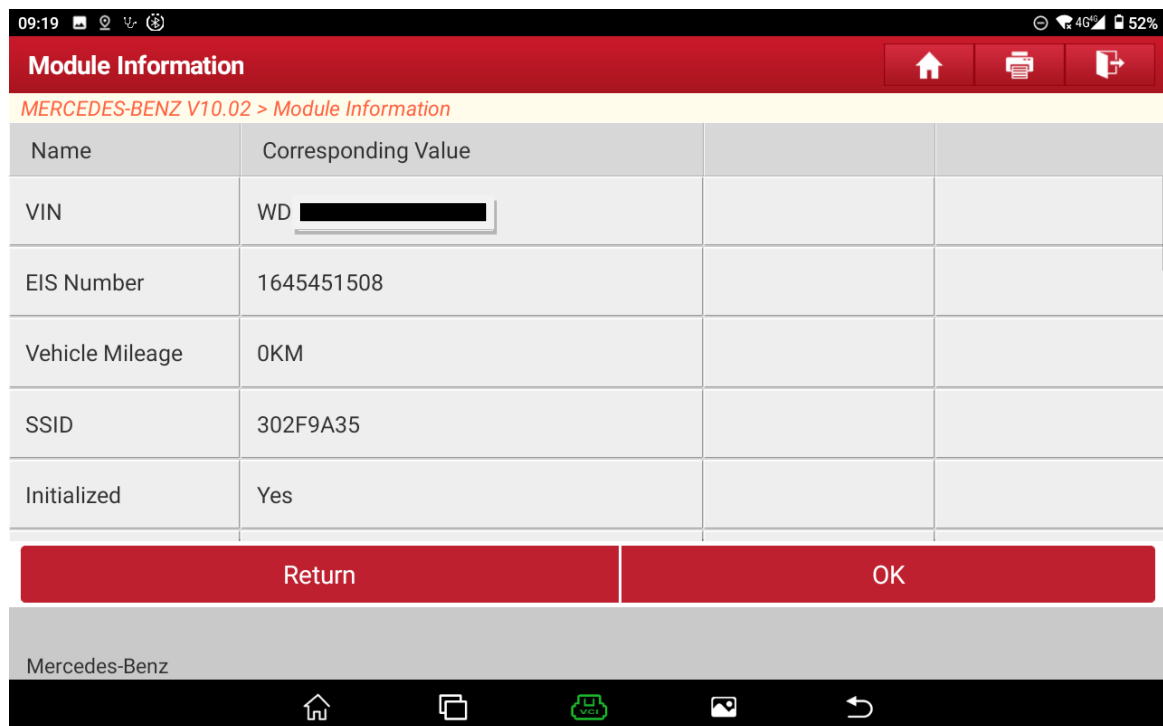 09:19 4G 4G 52%
Module Information
MERCEDES-BENZ V10.02 > Module Information
Name Corresponding Value
VIN WD
EIS Number 1645451508
Vehicle Mileage 0KM
SSID 302F9A35
Initialized Yes
Return OK
Mercedes-Benz
VCI